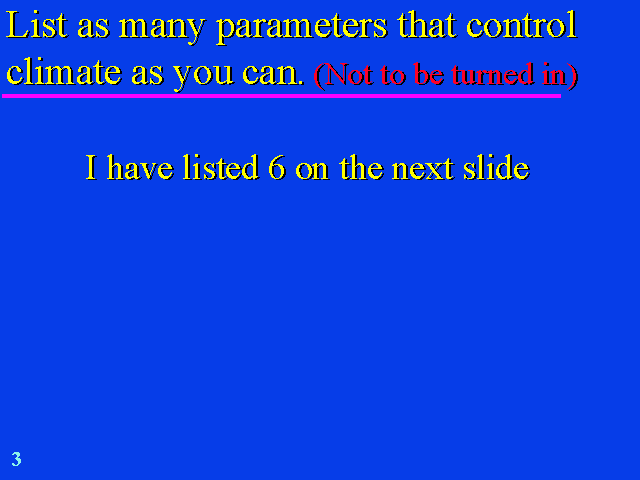 List as many parameters that control
climate as you can. (Not to be turned in)
I have listed 6 on the next slide
3